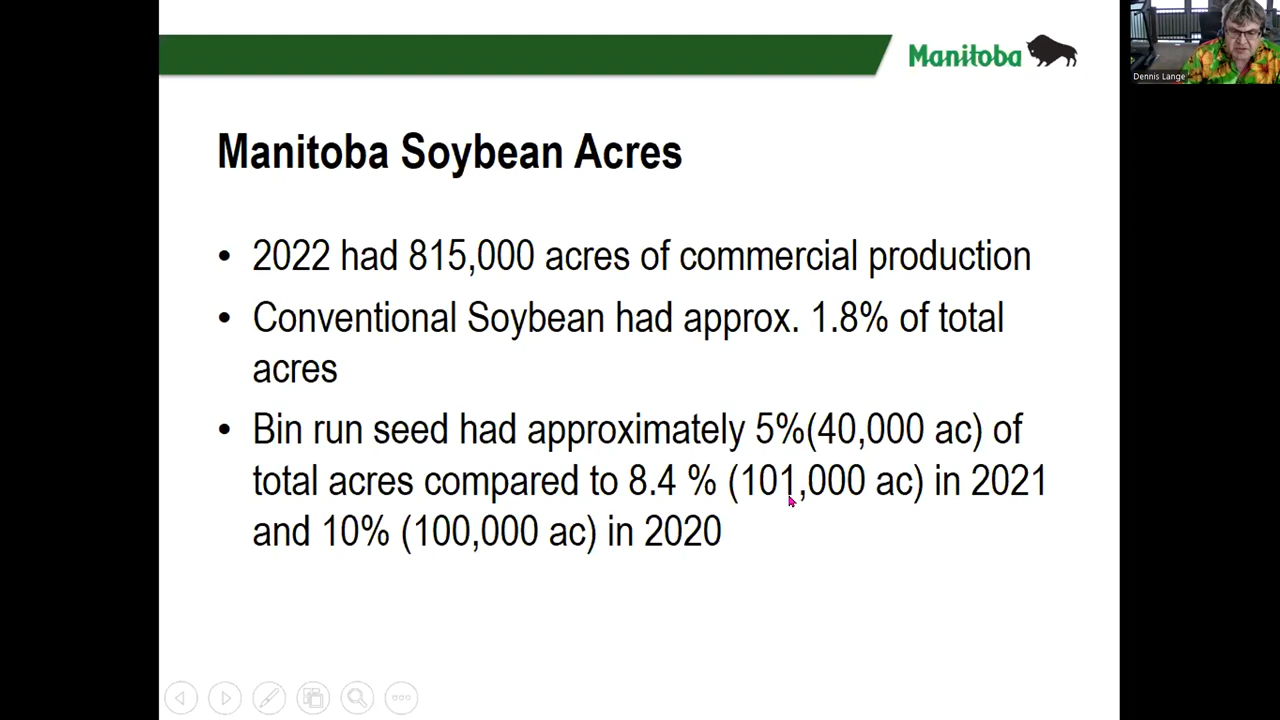 Manitoba
Dennis Lange
Manitoba Soybean Acres
• 2022 had 815,000 acres of commercial production
• Conventional Soybean had approx. 1.8% of total
acres
• Bin run seed had approximately 5%(40,000 ac) of
total acres compared to 8.4 % (101,000 ac) in 2021
and 10% (100,000 ac) in 2020